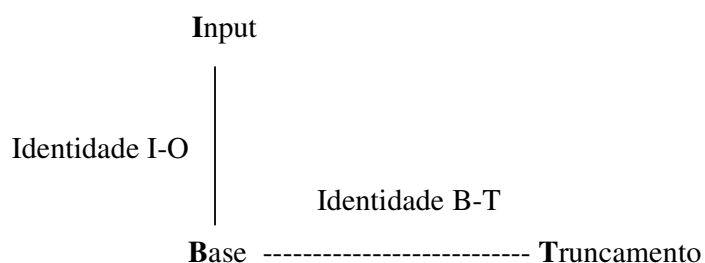 Input
Identidade I-O
Identidade B-T
Base --------------------------- Truncamento